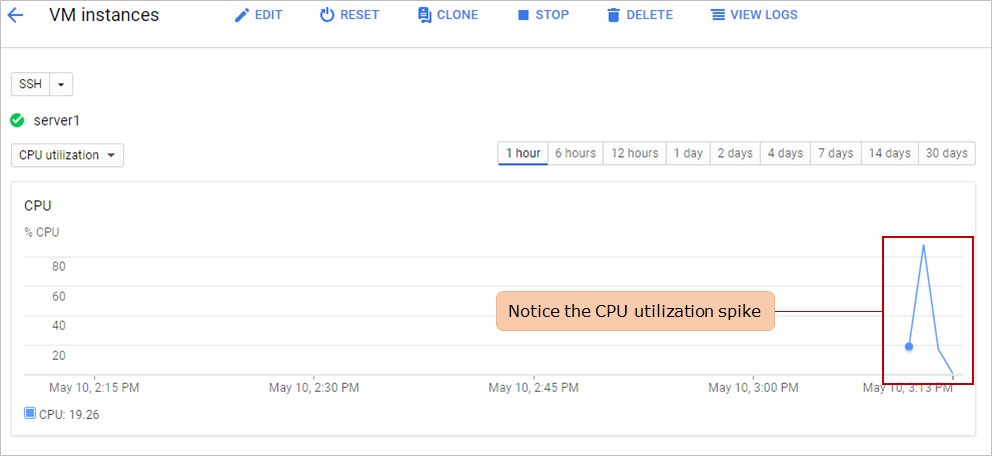 VM instances EDIT RESET CLONE STOP DELETE VIEW LOGS
SSH
server1
CPU utilization 1 hour 6 hours 12 hours 1 day 2 days 4 days 7 days 14 days 30 days
CPU
% CPU
80
60
Notice the CPU utilization spike
40
20
May 10, 2:15 PM May 10, 2:30 PM May 10, 2:45 PM May 10, 3:00 PM May 10, 3:13 PM
CPU: 19.26